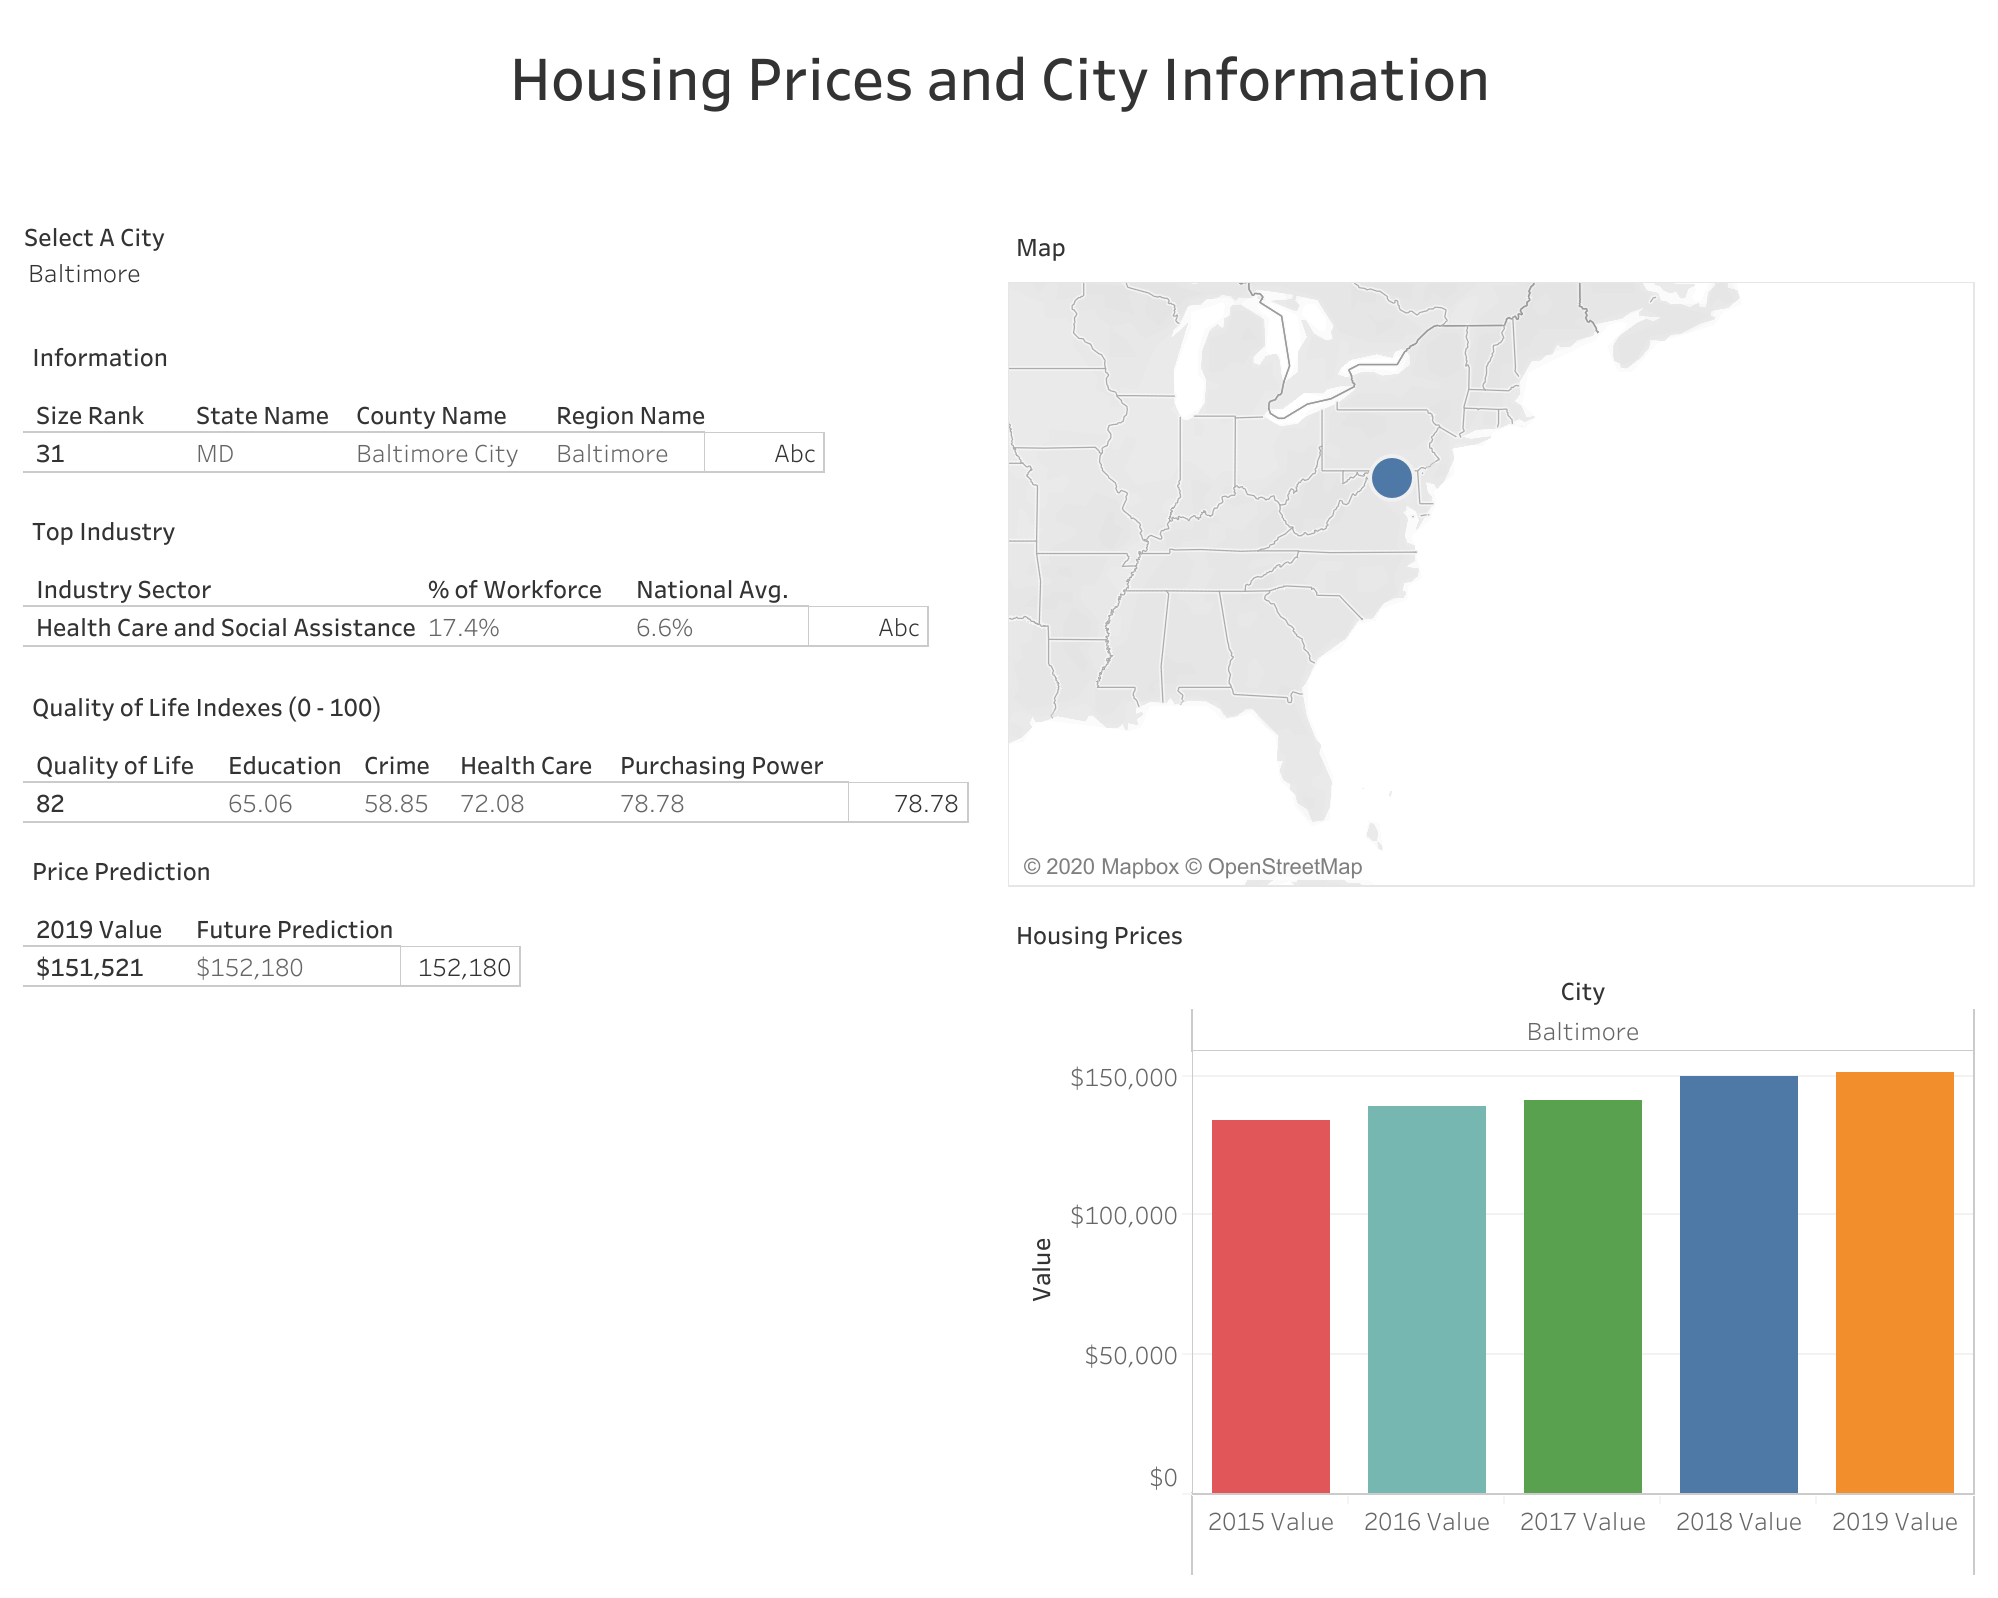 Housing Prices and City Information
Select A City
Baltimore
Information
Size Rank State Name County Name Region Name
31 MD Baltimore City Baltimore Abc
Top Industry
Industry Sector % of Workforce National Avg.
Health Care and Social Assistance 17.4% 6.6% Abc
Quality of Life Indexes (0 - 100)
Quality of Life Education Crime Health Care Purchasing Power
82 65.06 58.85 72.08 78.78 78.78
Price Prediction
2019 Value Future Prediction
$151,521 $152,180 152,180
Map
© 2020 Mapbox © OpenStreetMap
Housing Prices
City
Baltimore
Value
$150,000
$100,000
$50,000
$0
2015 Value 2016 Value 2017 Value 2018 Value 2019 Value